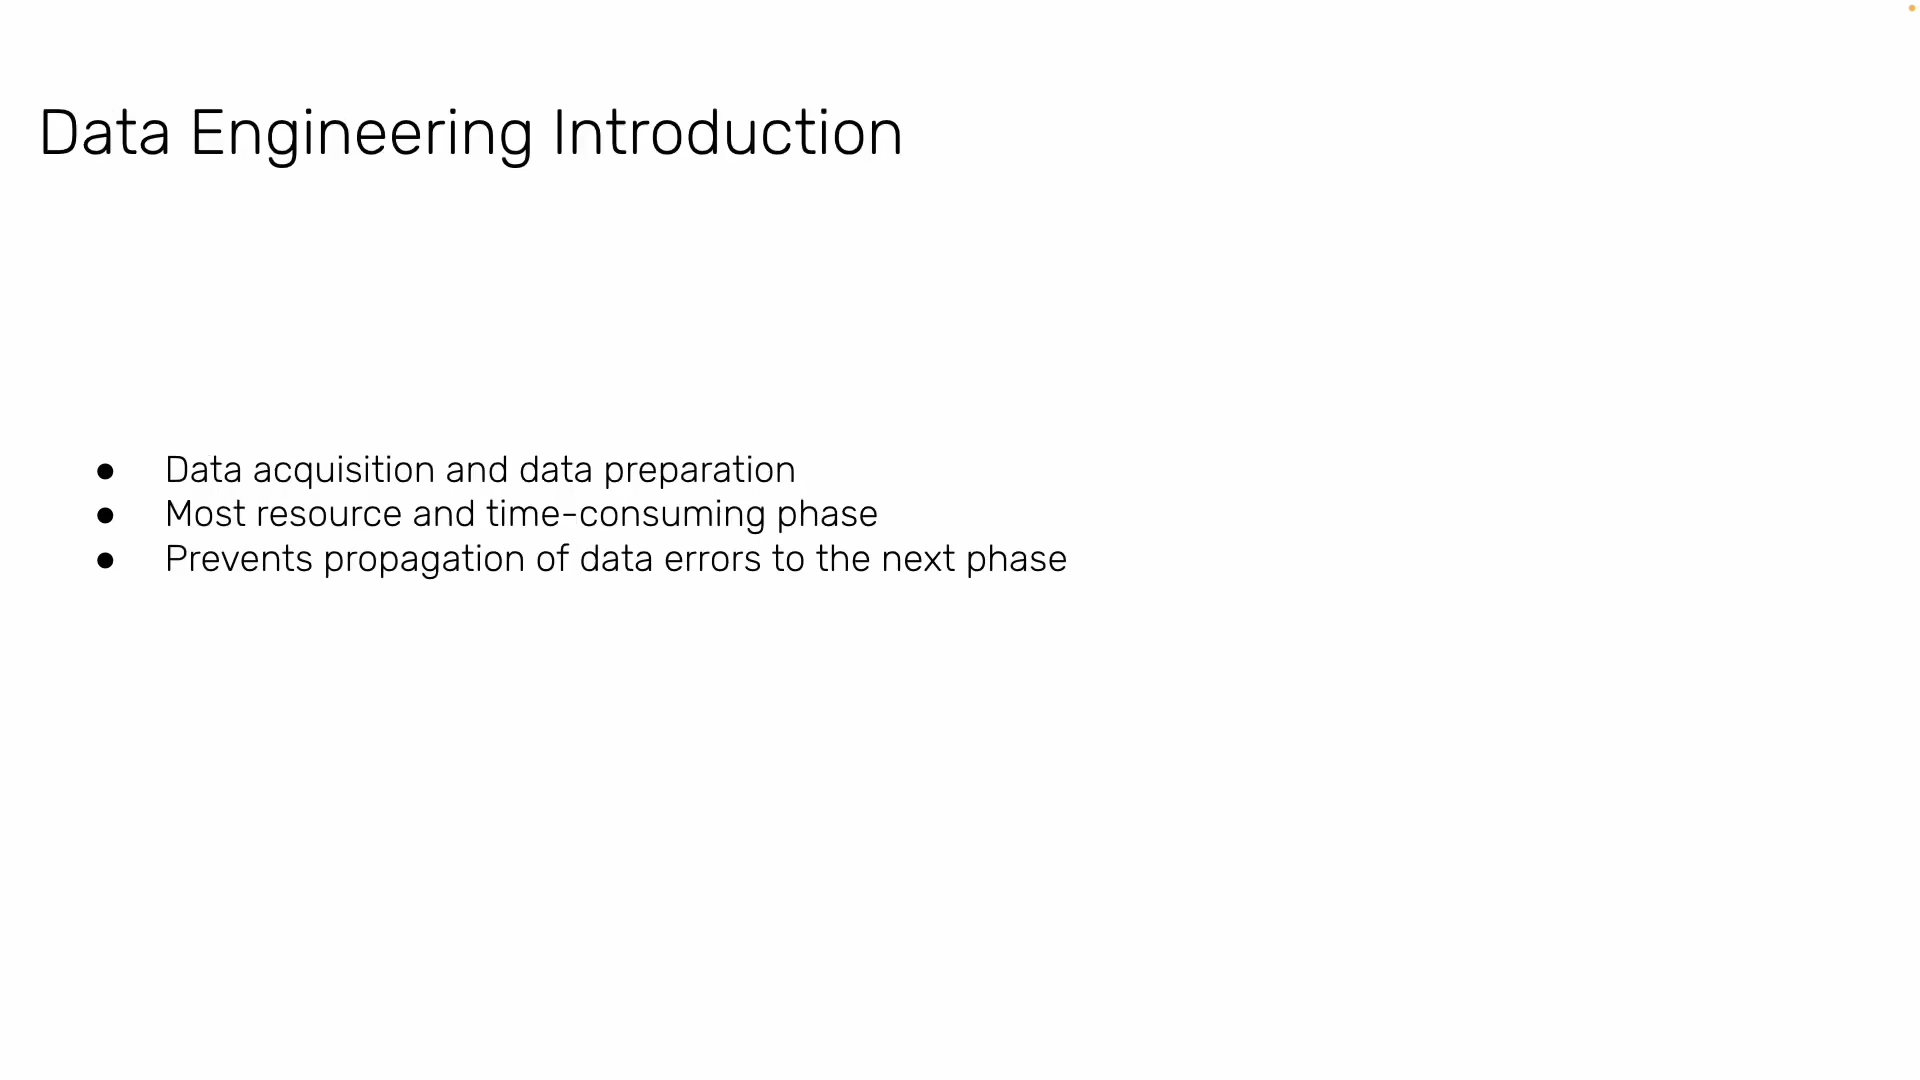 Data Engineering Introduction
● Data acquisition and data preparation
● Most resource and time-consuming phase
● Prevents propagation of data errors to the next phase